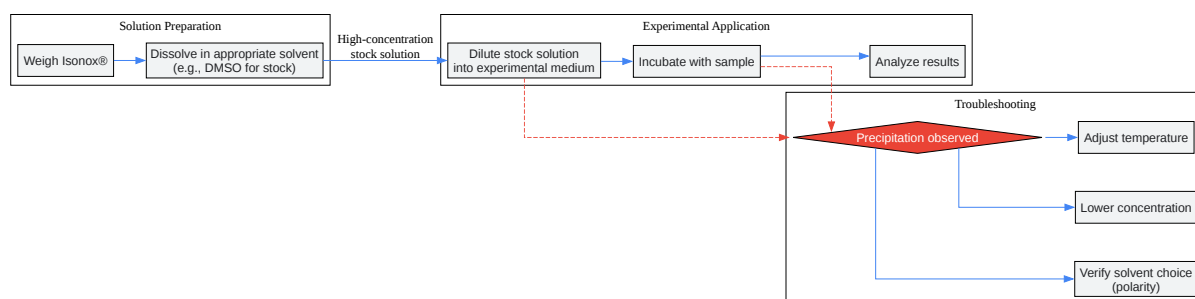 Solution Preparation
Weigh Isonox®
Dissolve in appropriate solvent
(e.g., DMSO for stock)
High-concentration
stock solution
Experimental Application
Dilute stock solution
into experimental medium
Incubate with sample
Analyze results
Troubleshooting
Precipitation observed
Adjust temperature
Lower concentration
Verify solvent choice
(polarity)